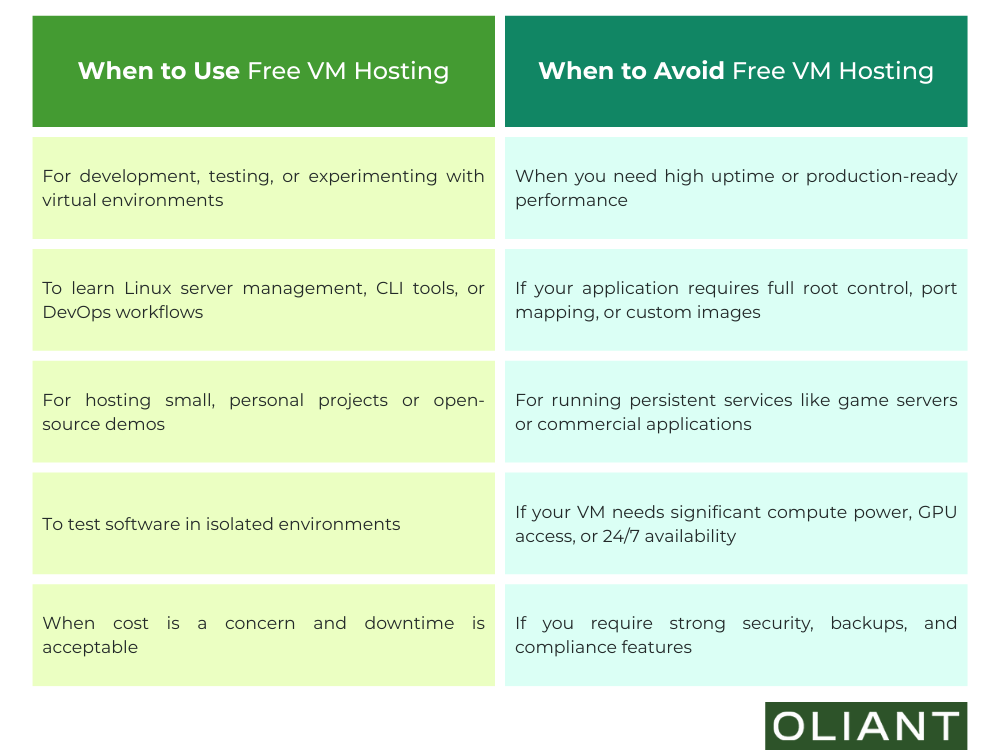 When to Use Free VM Hosting
When to Avoid Free VM Hosting
For development, testing, or experimenting with
virtual environments
When you need high uptime or production-ready
performance
To learn Linux server management, CLI tools, or
DevOps workflows
If your application requires full root control, port
mapping, or custom images
For hosting small, personal projects or open-
source demos
For running persistent services like game servers
or commercial applications
To test software in isolated environments
If your VM needs significant compute power, GPU
access, or 24/7 availability
When cost is a concern and downtime is
acceptable
If you require strong security, backups, and
compliance features
OLIANT